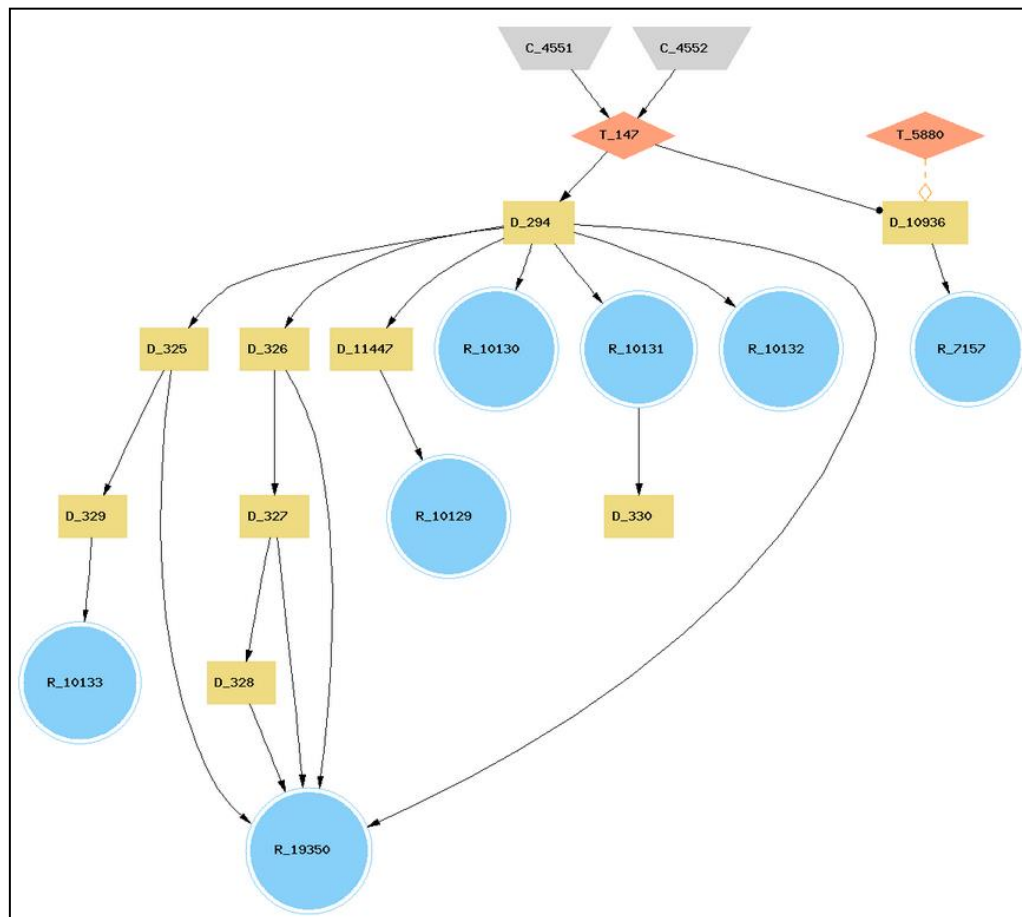 C_4551
C_4552
T_147
T_5880
D_294
D_10936
D_325
D_326
D_11447
R_10130
R_10131
R_10132
R_7157
D_329
D_327
R_10129
D_330
R_10133
D_328
R_19350